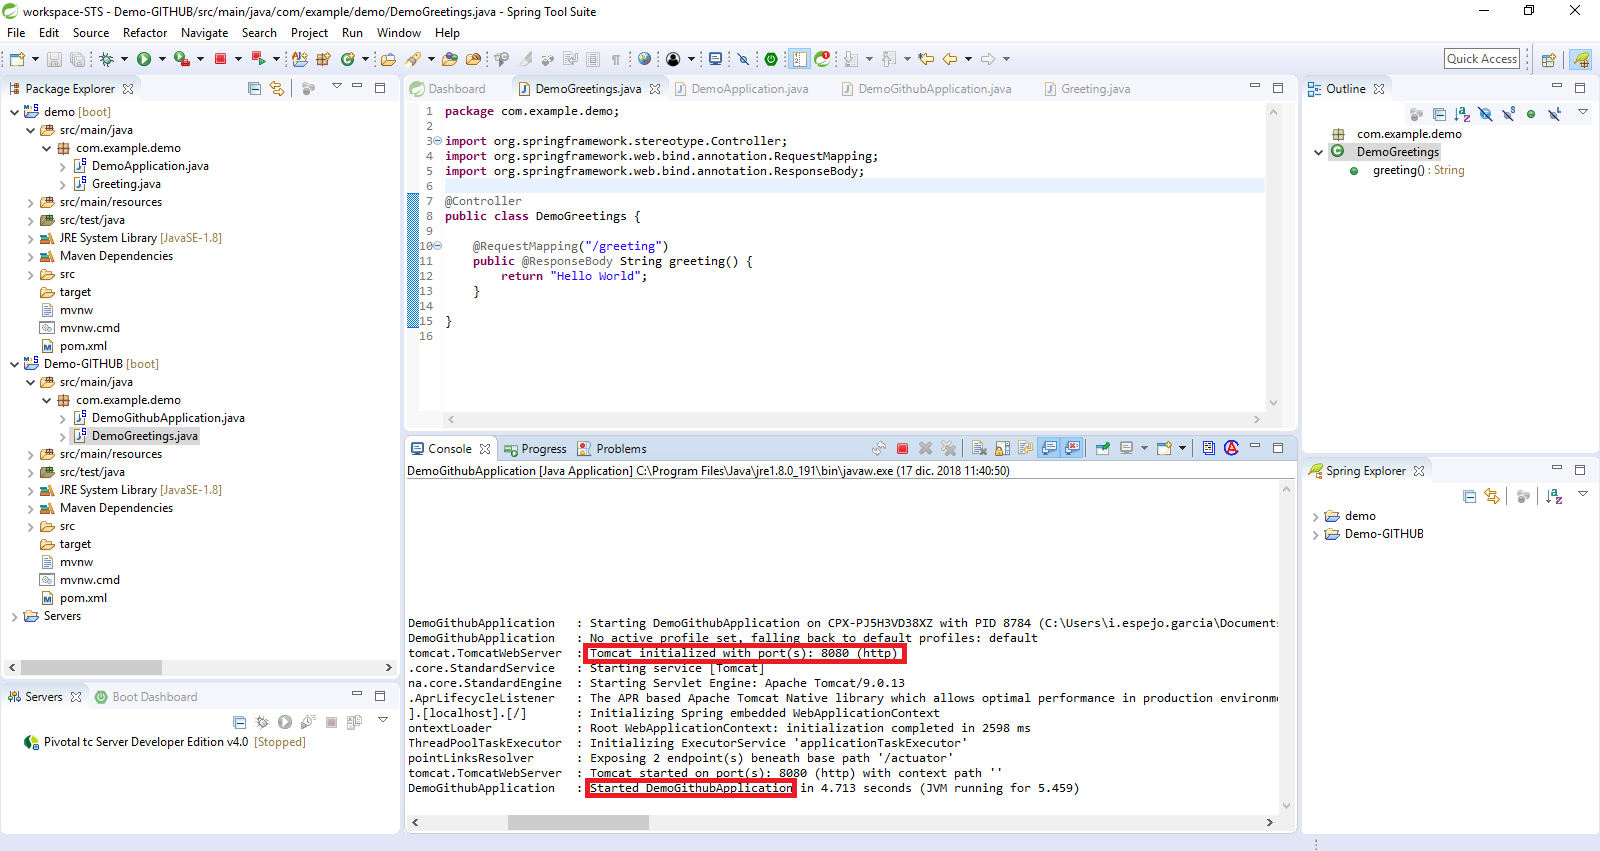 workspace-STS - Demo-GITHUB/src/main/java/com/example/demo/DemoGreetings.java - Spring Tool Suite
File Edit Source Refactor Navigate Search Project Run Window Help
Quick Access
Package Explorer
demo [boot]
src/main/java
com.example.demo
DemoApplication.java
Greeting.java
src/main/resources
src/test/java
JRE System Library [JavaSE-1.8]
Maven Dependencies
src
target
mvnw
mvnw.cmd
pom.xml
Demo-GITHUB [boot]
src/main/java
com.example.demo
DemoGithubApplication.java
DemoGreetings.java
src/main/resources
src/test/java
JRE System Library [JavaSE-1.8]
Maven Dependencies
src
target
mvnw
mvnw.cmd
pom.xml
Servers
Servers Boot Dashboard
Pivotal tc Server Developer Edition v4.0 [Stopped]
Dashboard DemoGreetings.java DemoApplication.java DemoGithubApplication.java Greeting.java
1 package com.example.demo;
2
3 import org.springframework.stereotype.Controller;
4 import org.springframework.web.bind.annotation.RequestMapping;
5 import org.springframework.web.bind.annotation.ResponseBody;
6
7 @Controller
8 public class DemoGreetings {
9
10 @RequestMapping("/greeting")
11 public @ResponseBody String greeting() {
12 return "Hello World";
13 }
14
15 }
16
Console Progress Problems
DemoGithubApplication [Java Application] C:\Program Files\Java\jre1.8.0_191\bin\javaw.exe (17 dic. 2018 11:40:50)
DemoGithubApplication : Starting DemoGithubApplication on CPX-PJ5H3VD38XZ with PID 8784 (C:\Users\i.espejo.garcia\Documents
DemoGithubApplication : No active profile set, falling back to default profiles: default
tomcat.TomcatWebServer : Tomcat initialized with port(s): 8080 (http)
.core.StandardService : Starting service [Tomcat]
na.core.StandardEngine : Starting Servlet Engine: Apache Tomcat/9.0.13
.AprLifecycleListener : The APR based Apache Tomcat Native library which allows optimal performance in production environme
].[localhost].[/] : Initializing Spring embedded WebApplicationContext
ontextLoader : Root WebApplicationContext: initialization completed in 2598 ms
ThreadPoolTaskExecutor : Initializing ExecutorService 'applicationTaskExecutor'
pointLinksResolver : Exposing 2 endpoint(s) beneath base path '/actuator'
tomcat.TomcatWebServer : Tomcat started on port(s): 8080 (http) with context path ''
DemoGithubApplication : Started DemoGithubApplication in 4.713 seconds (JVM running for 5.459)
Outline
com.example.demo
DemoGreetings
greeting() : String
Spring Explorer
demo
Demo-GITHUB